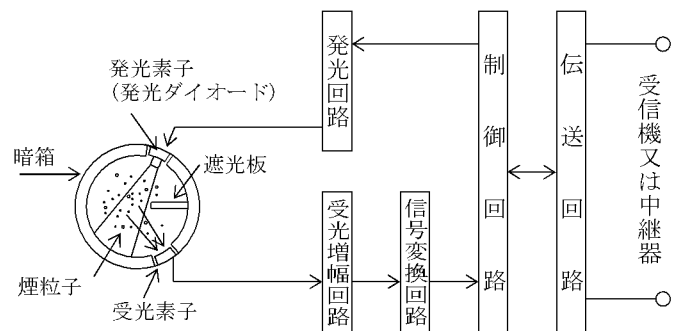 発光素子
(発光ダイオード)
暗箱
遮光板
煙粒子
受光素子
発光回路
受光増幅回路
信号変換回路
制御回路
伝送回路
受信機又は中継器